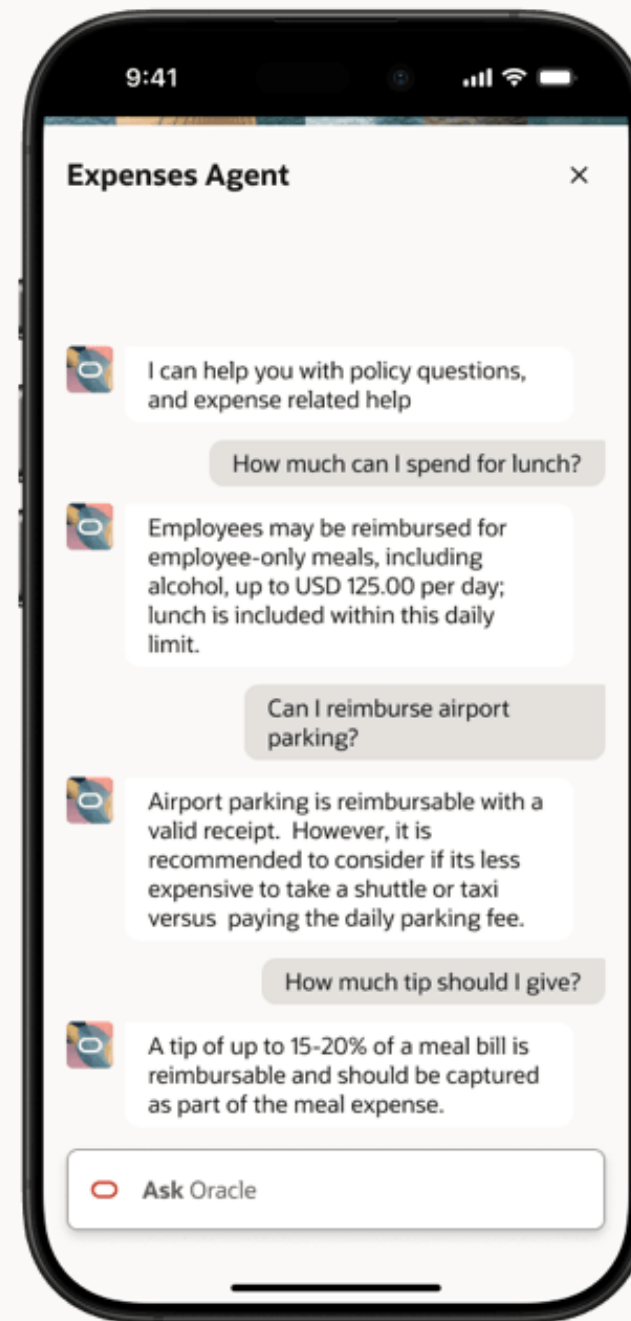 9:41
Expenses Agent
I can help you with policy questions,
and expense related help
How much can I spend for lunch?
Employees may be reimbursed for
employee-only meals, including
alcohol, up to USD 125.00 per day;
lunch is included within this daily
limit.
Can I reimburse airport
parking?
Airport parking is reimbursable with a
valid receipt.  However, it is
recommended to consider if its less
expensive to take a shuttle or taxi
versus  paying the daily parking fee.
How much tip should I give?
A tip of up to 15-20% of a meal bill is
reimbursable and should be captured
as part of the meal expense.
Ask Oracle